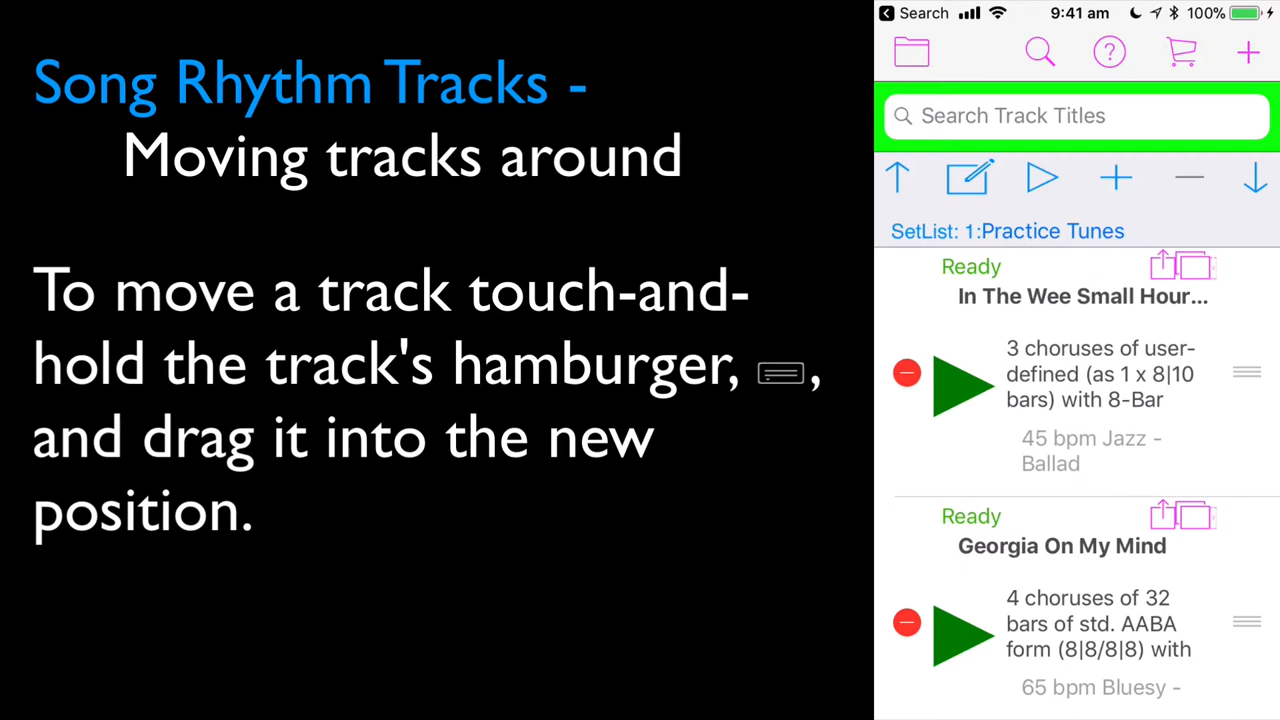 Song Rhythm Tracks -
Moving tracks around
To move a track touch-and-
hold the track's hamburger, ,
and drag it into the new
position.
Search
9:41 am
100%
Search Track Titles
SetList: 1:Practice Tunes
Ready
In The Wee Small Hour...
3 choruses of user-
defined (as 1 x 8|10
bars) with 8-Bar
45 bpm Jazz -
Ballad
Ready
Georgia On My Mind
4 choruses of 32
bars of std. AABA
form (8|8/8|8) with
65 bpm Bluesy -